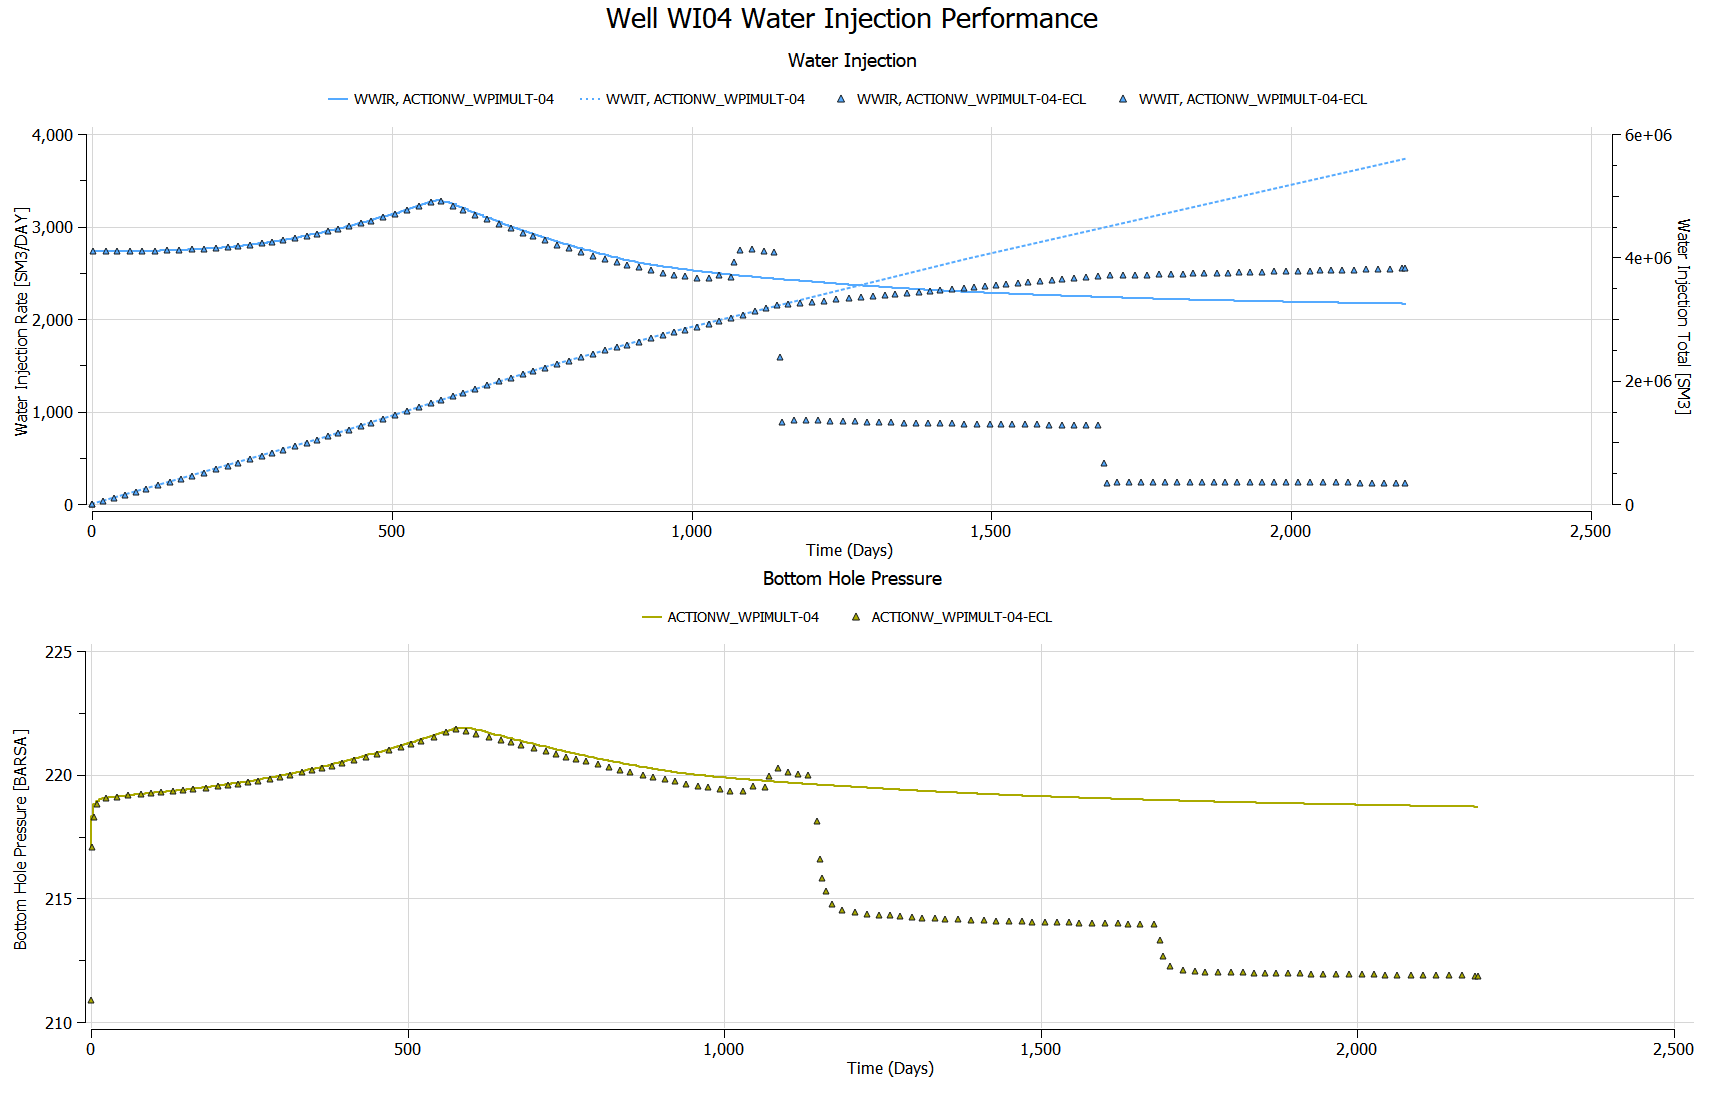 Well WI04 Water Injection Performance
Water Injection
WWIR, ACTIONW_WPIMULT-04 WWIT, ACTIONW_WPIMULT-04 WWIR, ACTIONW_WPIMULT-04-ECL WWIT, ACTIONW_WPIMULT-04-ECL
Water Injection Rate [SM3/DAY]
4,000
3,000
2,000
1,000
0
6e+06
4e+06
2e+06
0
Water Injection Total [SM3]
0 500 1,000 1,500 2,000 2,500
Time (Days)
Bottom Hole Pressure
ACTIONW_WPIMULT-04 ACTIONW_WPIMULT-04-ECL
Bottom Hole Pressure [BARSA]
225
220
215
210
0 500 1,000 1,500 2,000 2,500
Time (Days)